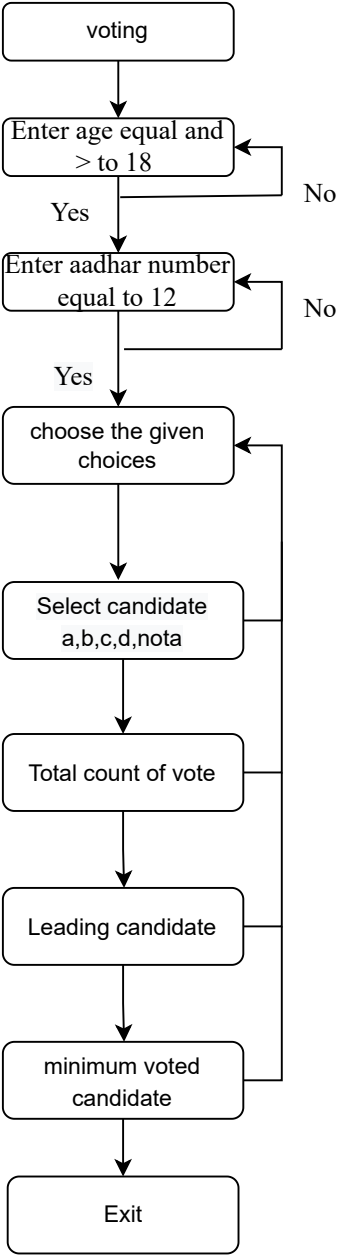 voting
Enter age equal and
> to 18
No
Yes
Enter aadhar number
equal to 12
No
Yes
choose the given
choices
Select candidate
a,b,c,d,nota
Total count of vote
Leading candidate
minimum voted
candidate
Exit